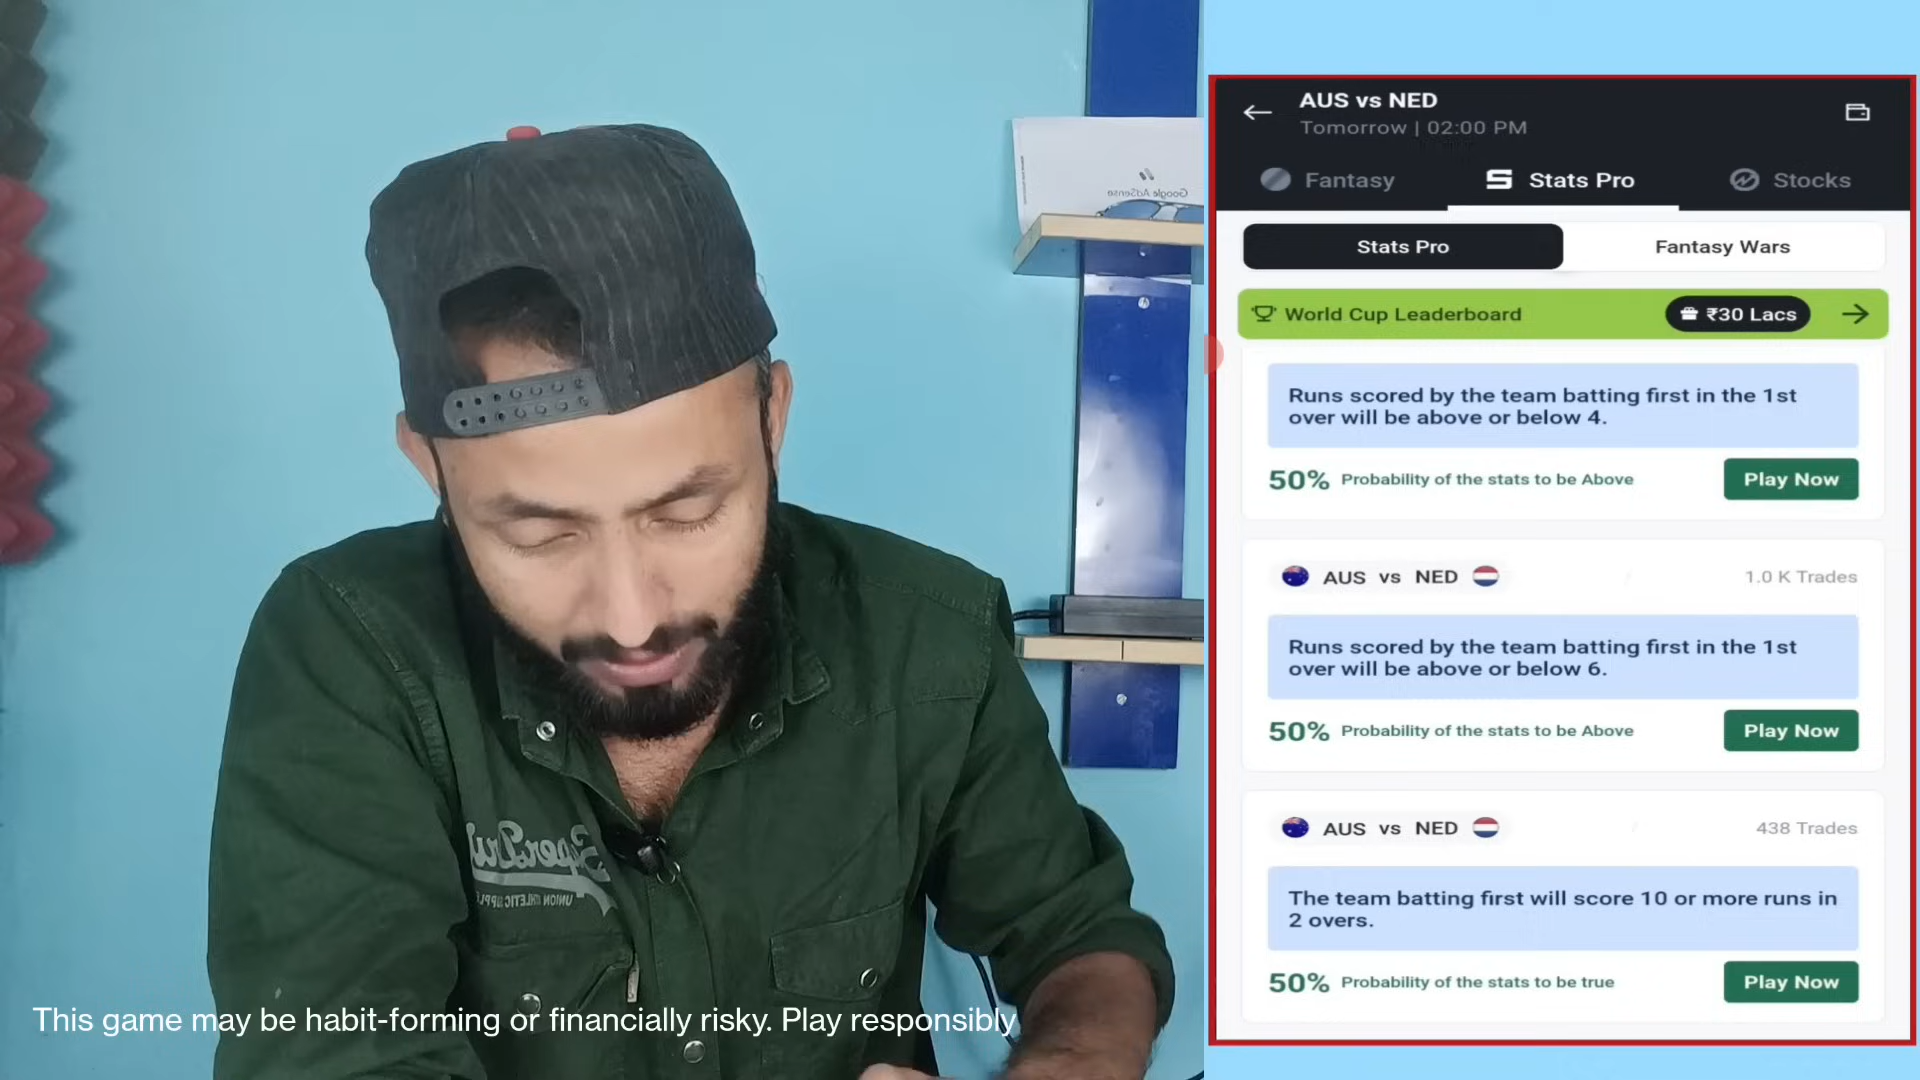 Google AdSense
Superdry
UNION ATHLETIC SUPPL
This game may be habit-forming or financially risky. Play responsibly
AUS vs NED
Tomorrow | 02:00 PM
Fantasy
Stats Pro
Stocks
Stats Pro
Fantasy Wars
World Cup Leaderboard
₹30 Lacs
Runs scored by the team batting first in the 1st
over will be above or below 4.
50% Probability of the stats to be Above
Play Now
AUS vs NED
1.0 K Trades
Runs scored by the team batting first in the 1st
over will be above or below 6.
50% Probability of the stats to be Above
Play Now
AUS vs NED
438 Trades
The team batting first will score 10 or more runs in
2 overs.
50% Probability of the stats to be true
Play Now